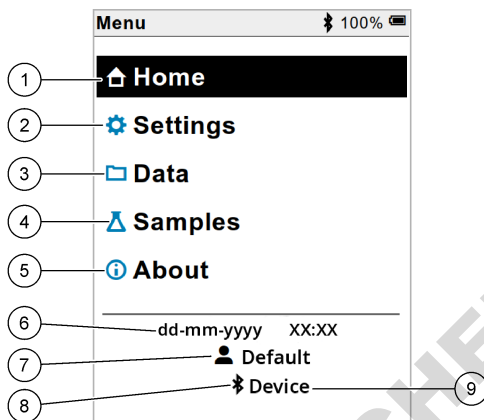 Menu 100%
1 Home
2 Settings
3 Data
4 Samples
5 About
6 dd-mm-yyyy XX:XX
7 Default
8 Device 9